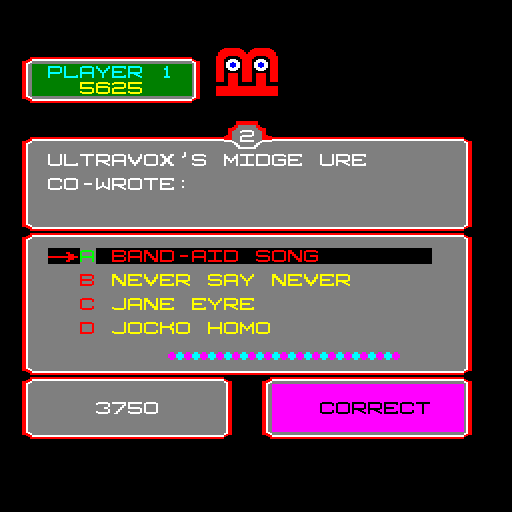 PLAYER 1
5625
2
ULTRAVOX'S MIDGE URE
CO-WROTE:
A BAND-AID SONG
B NEVER SAY NEVER
C JANE EYRE
D JOCKO HOMO
3750
CORRECT